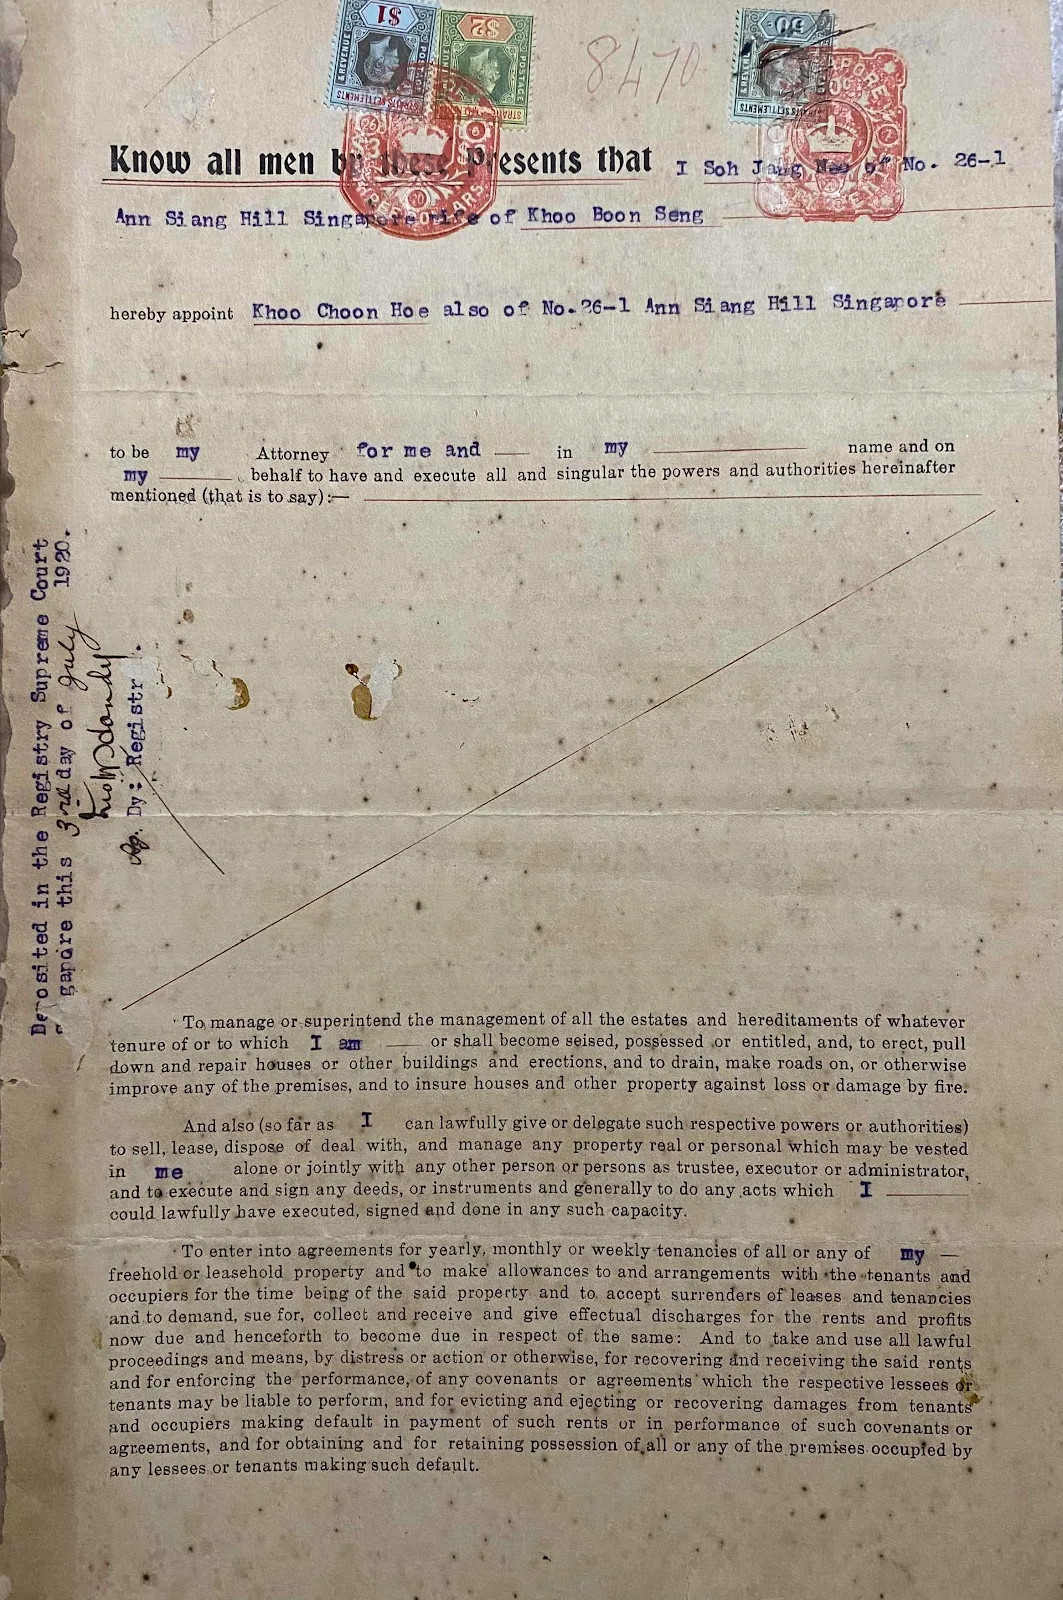 $1
& REVENUE
POSTAGE
STRAITS SETTLEMENTS
$2
POSTAGE
8470
50
& REVENUE
Know all men by these Presents that I Soh Jang Neo of No. 26-1
Ann Siang Hill Singapore wife of Khoo Boon Seng
hereby appoint Khoo Choon Hoe also of No.26-1 Ann Siang Hill Singapore
to be my Attorney for me and in my name and on
my behalf to have and execute all and singular the powers and authorities hereinafter
mentioned (that is to say):—
Deposited in the Registry Supreme Court
gapore this 3rd day of July 1920.
Ag. Dy: Registr .
To manage or superintend the management of all the estates and hereditaments of whatever
tenure of or to which I am or shall become seised, possessed or entitled, and, to erect, pull
down and repair houses or other buildings and erections, and to drain, make roads on, or otherwise
improve any of the premises, and to insure houses and other property against loss or damage by fire.
And also (so far as I can lawfully give or delegate such respective powers or authorities)
to sell, lease, dispose of deal with, and manage any property real or personal which may be vested
in me alone or jointly with any other person or persons as trustee, executor or administrator,
and to execute and sign any deeds, or instruments and generally to do any acts which I
could lawfully have executed, signed and done in any such capacity.
To enter into agreements for yearly, monthly or weekly tenancies of all or any of my
freehold or leasehold property and to make allowances to and arrangements with the tenants and
occupiers for the time being of the said property and to accept surrenders of leases and tenancies
and to demand, sue for, collect and receive and give effectual discharges for the rents and profits
now due and henceforth to become due in respect of the same: And to take and use all lawful
proceedings and means, by distress or action or otherwise, for recovering and receiving the said rents
and for enforcing the performance, of any covenants or agreements which the respective lessees or
tenants may be liable to perform, and for evicting and ejecting or recovering damages from tenants
and occupiers making default in payment of such rents or in performance of such covenants or
agreements, and for obtaining and for retaining possession of all or any of the premises occupied by
any lessees or tenants making such default.